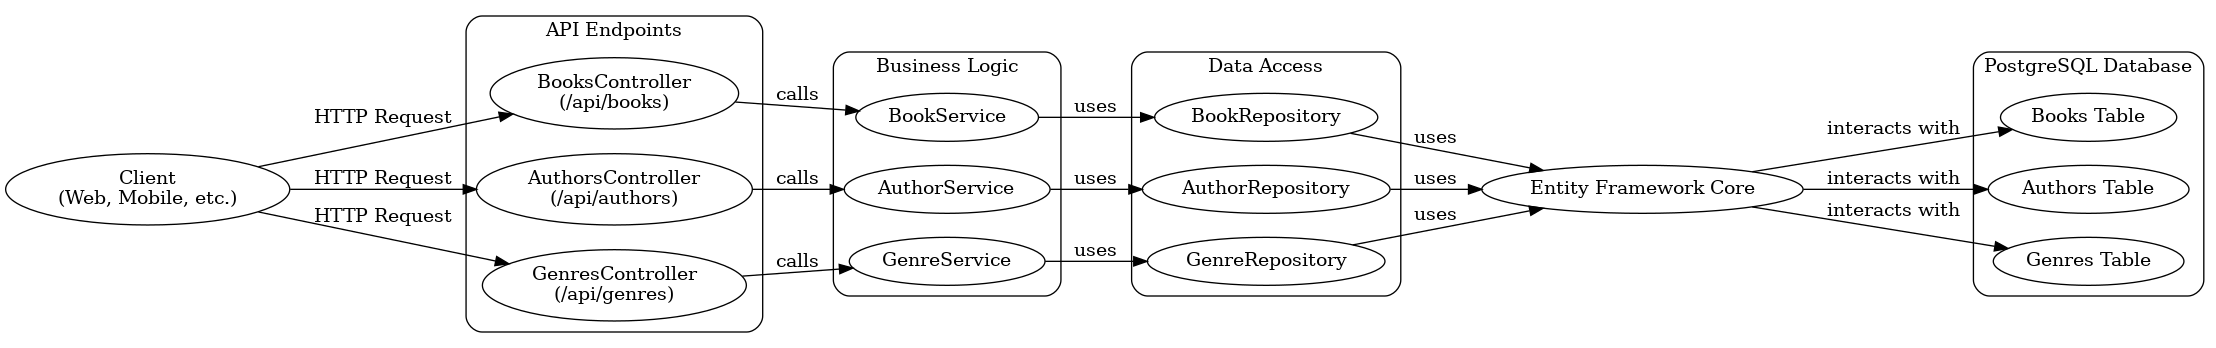 Client
(Web, Mobile, etc.)
HTTP Request
HTTP Request
HTTP Request
API Endpoints
BooksController
(/api/books)
AuthorsController
(/api/authors)
GenresController
(/api/genres)
calls
calls
calls
Business Logic
BookService
AuthorService
GenreService
uses
uses
uses
Data Access
BookRepository
AuthorRepository
GenreRepository
uses
uses
uses
Entity Framework Core
interacts with
interacts with
interacts with
PostgreSQL Database
Books Table
Authors Table
Genres Table